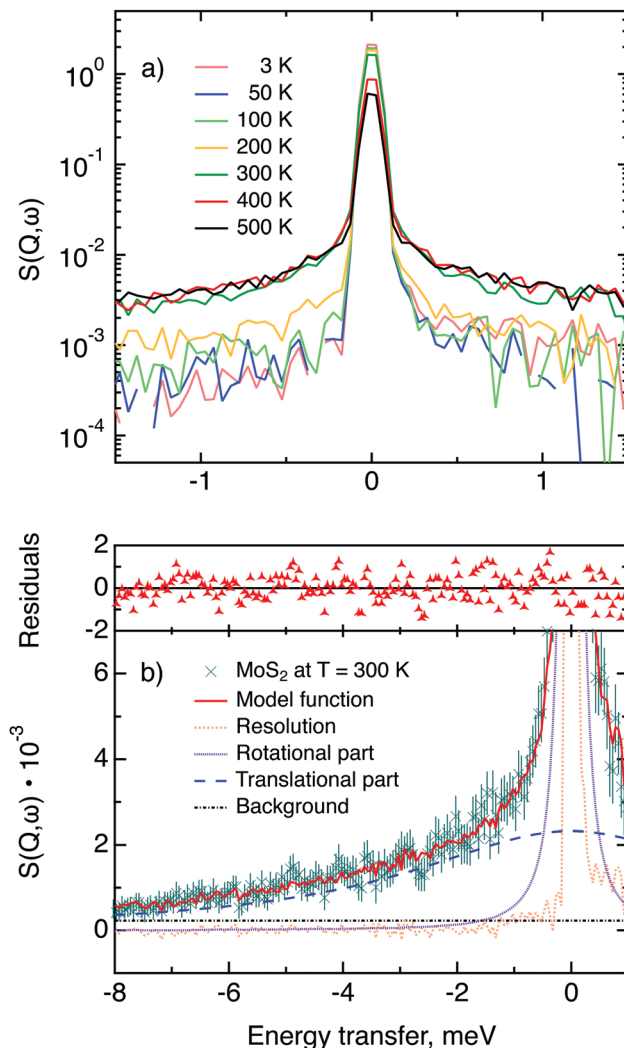 a)
3 K
50 K
100 K
200 K
300 K
400 K
500 K
S(Q,ω)
10⁰
10⁻¹
10⁻²
10⁻³
10⁻⁴
-1 0 1
Residuals
2
0
-2
b)
MoS₂ at T = 300 K
Model function
Resolution
Rotational part
Translational part
Background
S(Q,ω) • 10⁻³
6
4
2
0
-8 -6 -4 -2 0
Energy transfer, meV